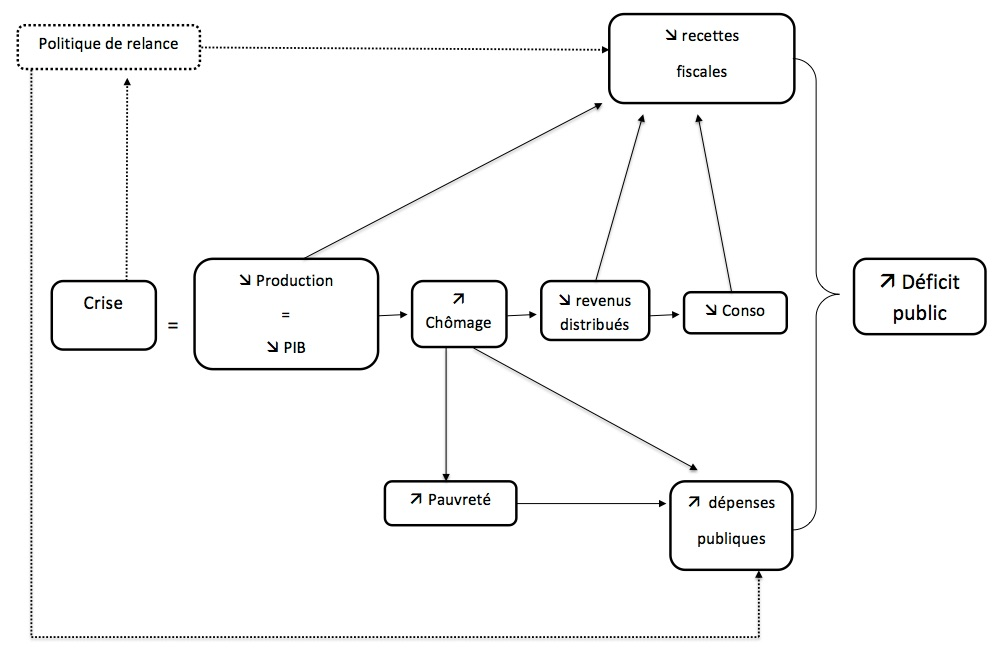 Politique de relance
↘ recettes
fiscales
Crise
=
↘ Production
=
↘ PIB
↗
Chômage
↘ revenus
distribués
↘ Conso
↗ Déficit
public
↗ Pauvreté
↗ dépenses
publiques